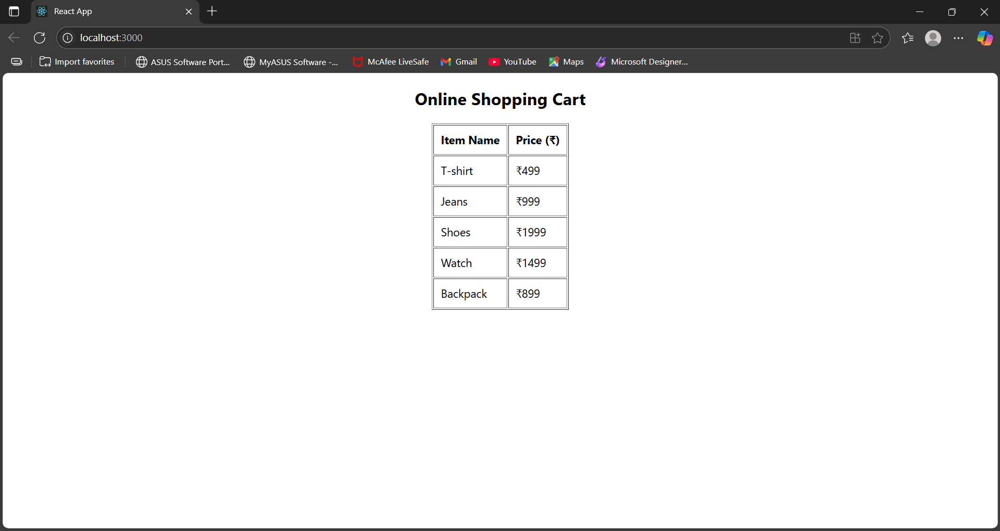 React App
localhost:3000
Import favorites ASUS Software Port... MyASUS Software -... McAfee LiveSafe Gmail YouTube Maps Microsoft Designer...
Online Shopping Cart
Item Name Price (₹)
T-shirt ₹499
Jeans ₹999
Shoes ₹1999
Watch ₹1499
Backpack ₹899